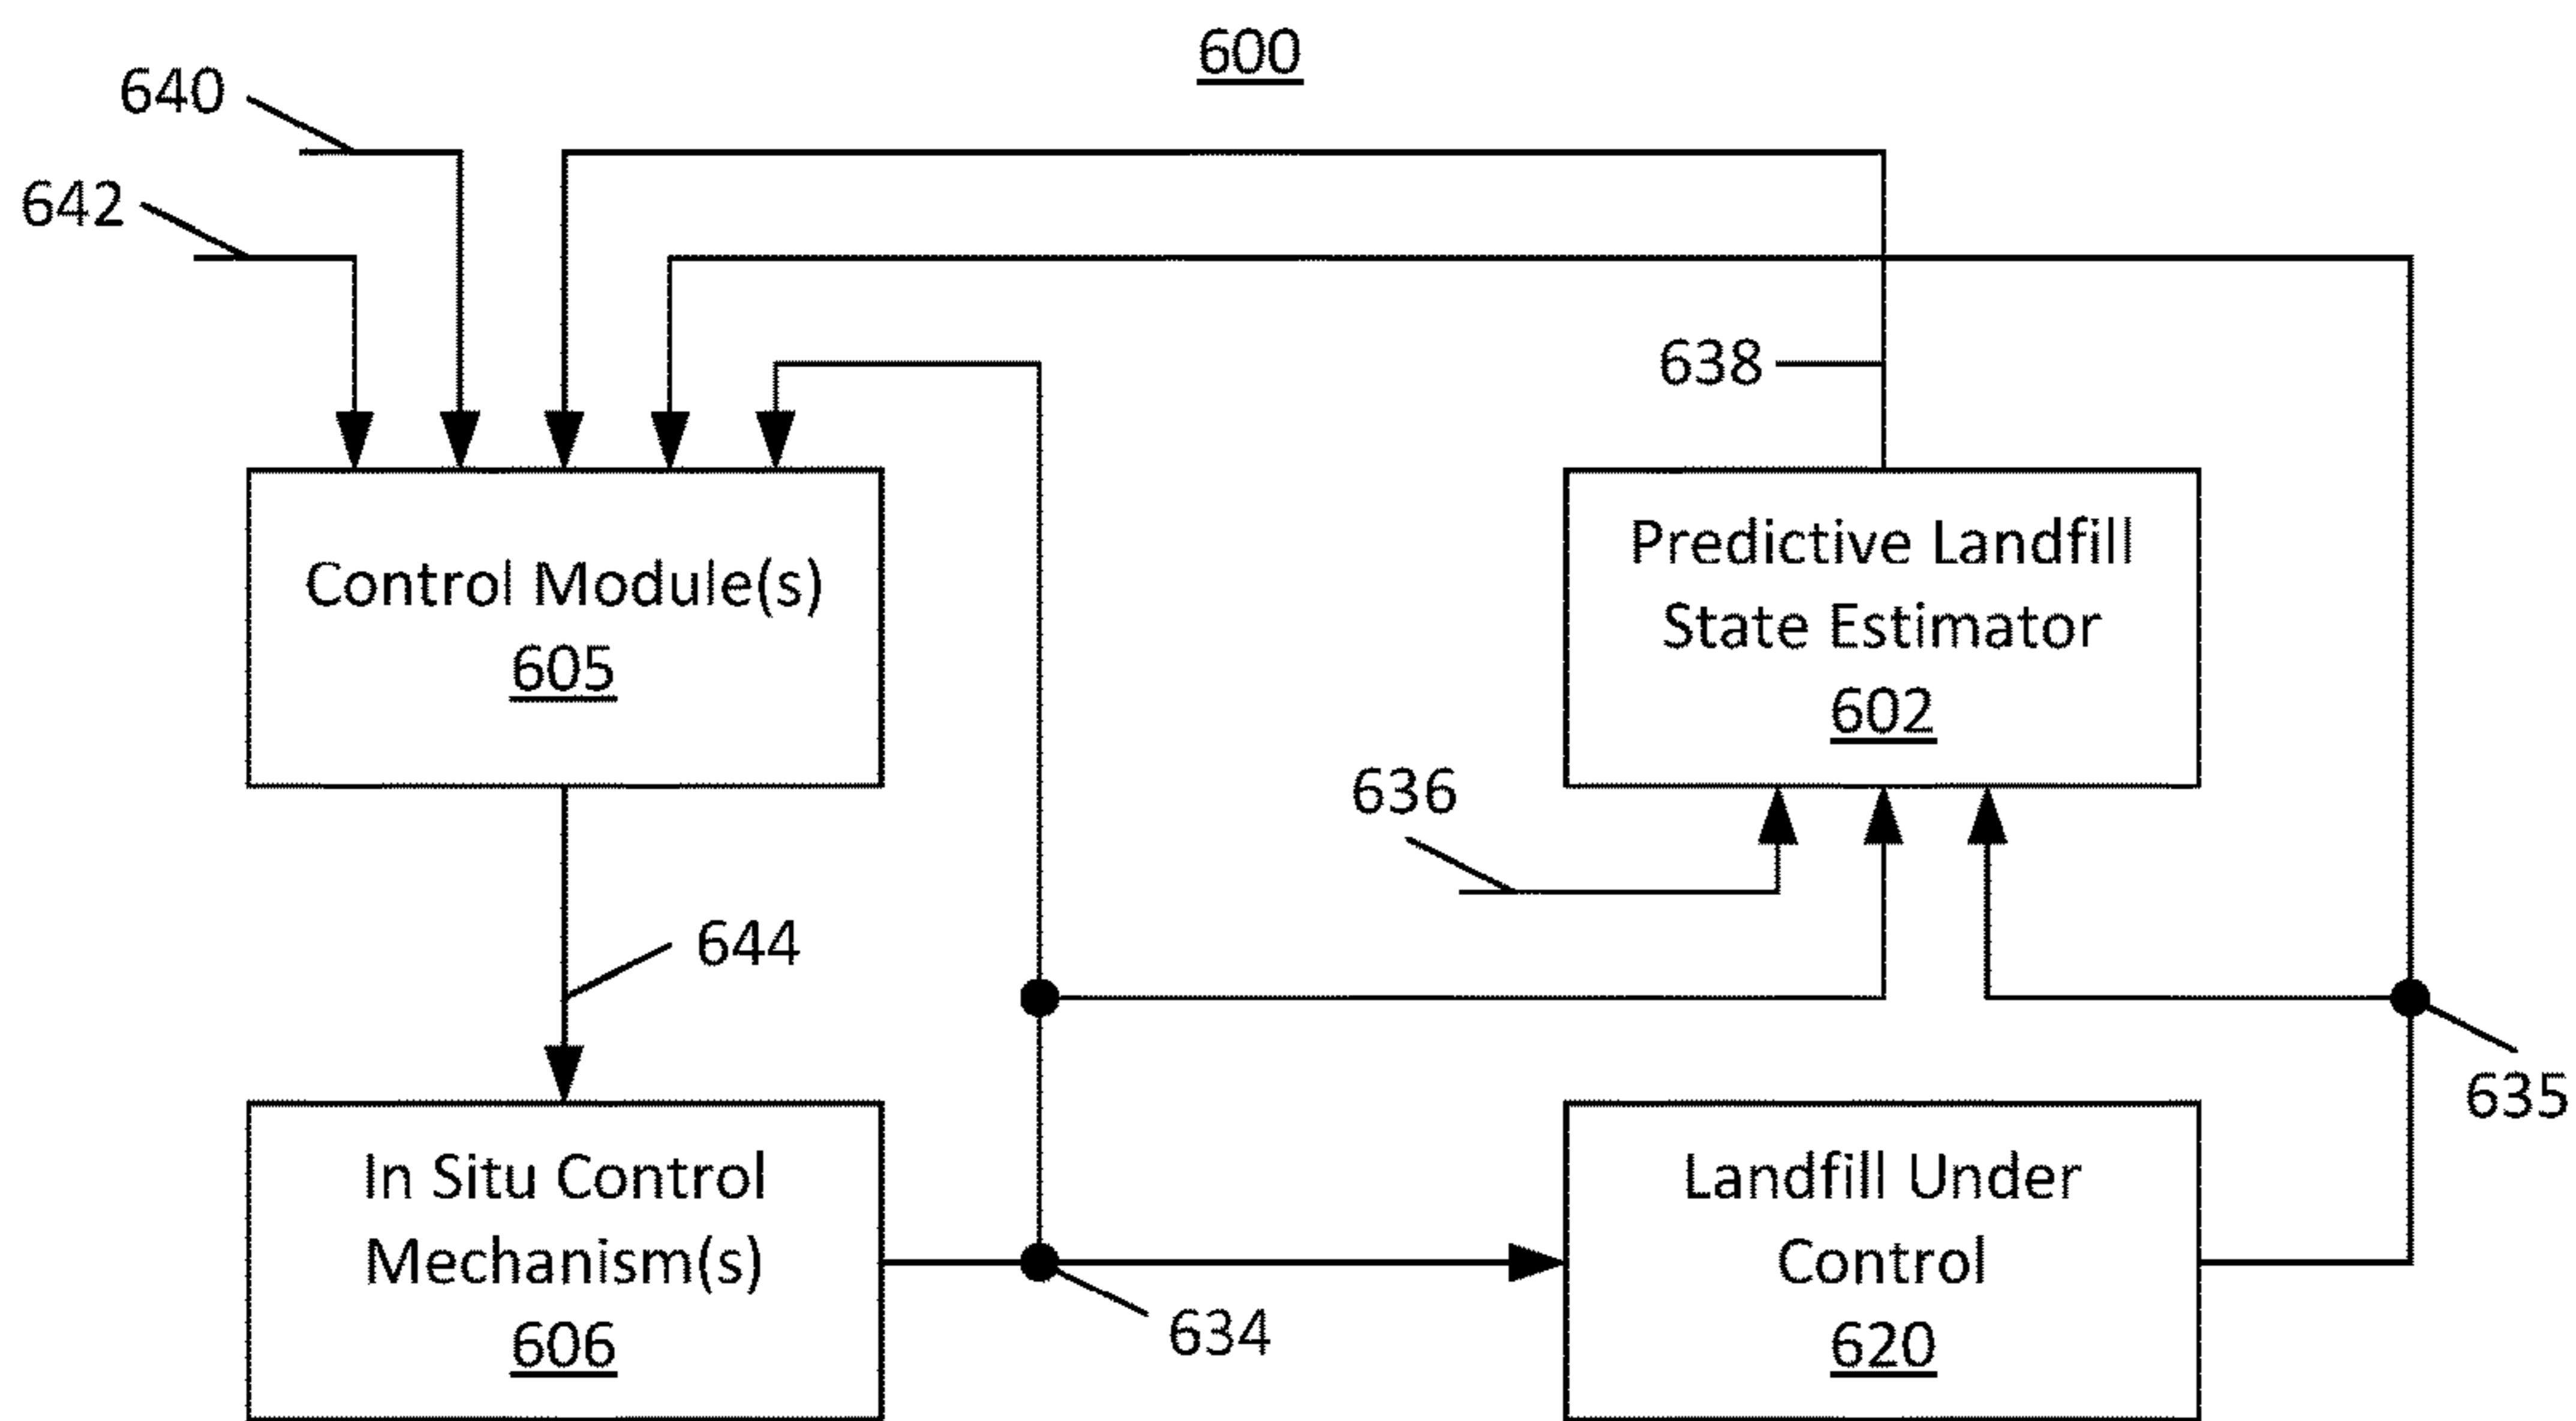 600
640
642
638
Control Module(s)
605
Predictive Landfill
State Estimator
602
636
644
635
In Situ Control
Mechanism(s)
606
634
Landfill Under
Control
620